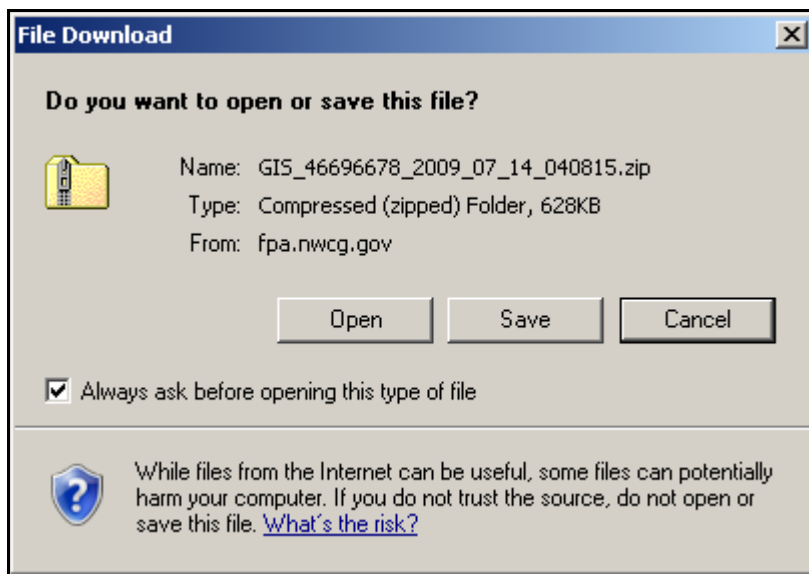 File Download
Do you want to open or save this file?
Name: GIS_46696678_2009_07_14_040815.zip
Type: Compressed (zipped) Folder, 628KB
From: fpa.nwcg.gov
Open Save Cancel
Always ask before opening this type of file
While files from the Internet can be useful, some files can potentially
harm your computer. If you do not trust the source, do not open or
save this file. What's the risk?